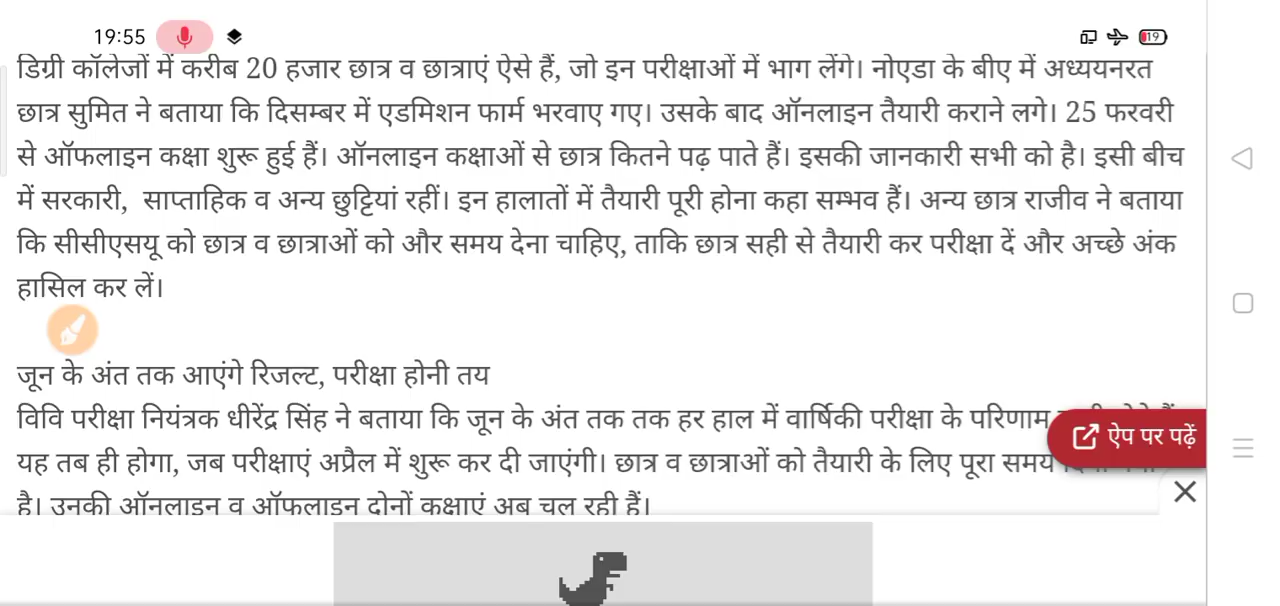 19:55
19
डिग्री कॉलेजों में करीब 20 हजार छात्र व छात्राएं ऐसे हैं, जो इन परीक्षाओं में भाग लेंगे। नोएडा के बीए में अध्ययनरत
छात्र सुमित ने बताया कि दिसम्बर में एडमिशन फार्म भरवाए गए। उसके बाद ऑनलाइन तैयारी कराने लगे। 25 फरवरी
से ऑफलाइन कक्षा शुरू हुई हैं। ऑनलाइन कक्षाओं से छात्र कितने पढ़ पाते हैं। इसकी जानकारी सभी को है। इसी बीच
में सरकारी, साप्ताहिक व अन्य छुट्टियां रहीं। इन हालातों में तैयारी पूरी होना कहा सम्भव हैं। अन्य छात्र राजीव ने बताया
कि सीसीएसयू को छात्र व छात्राओं को और समय देना चाहिए, ताकि छात्र सही से तैयारी कर परीक्षा दें और अच्छे अंक
हासिल कर लें।
जून के अंत तक आएंगे रिजल्ट, परीक्षा होनी तय
विवि परीक्षा नियंत्रक धीरेंद्र सिंह ने बताया कि जून के अंत तक तक हर हाल में वार्षिकी परीक्षा के परिणाम
ऐप पर पढ़ें
यह तब ही होगा, जब परीक्षाएं अप्रैल में शुरू कर दी जाएंगी। छात्र व छात्राओं को तैयारी के लिए पूरा समय
है। उनकी ऑनलाइन व ऑफलाइन दोनों कक्षाएं अब चल रही हैं।